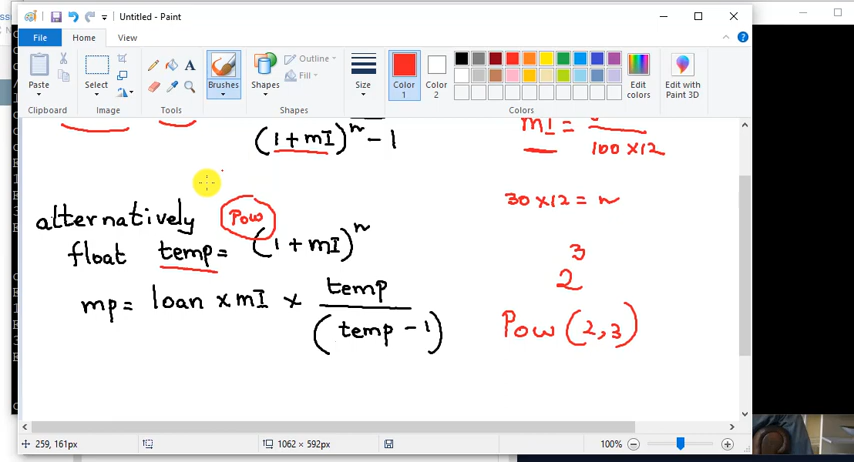 Untitled - Paint
File
Home
View
Paste
Select
Brushes
Shapes
Outline
Fill
Size
Color
1
Color
2
Edit
colors
Edit with
Paint 3D
Clipboard
Image
Tools
Shapes
Colors
(1 + mI)^n - 1
mI =
100 x 12
30 x 12 = n
alternatively
Pow
float temp = (1 + mI)^n
2^3
mp = loan x mI x temp
(temp - 1)
Pow (2,3)
259, 161px
1062 × 592px
100%